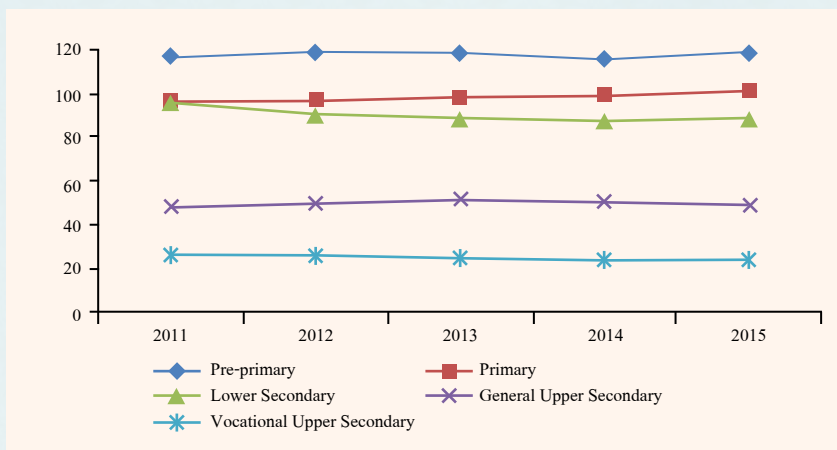 120
100
80
60
40
20
0
2011 2012 2013 2014 2015
Pre-primary Primary
Lower Secondary General Upper Secondary
Vocational Upper Secondary